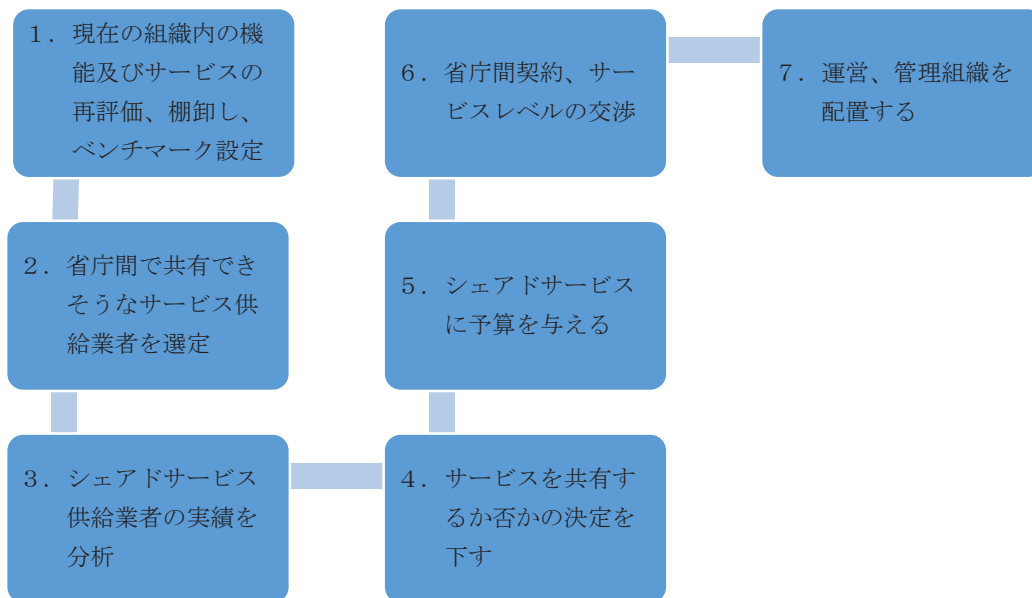 １．現在の組織内の機
能及びサービスの
再評価、棚卸し、
ベンチマーク設定
２．省庁間で共有でき
そうなサービス供
給業者を選定
３．シェアドサービス
供給業者の実績を
分析
４．サービスを共有す
るか否かの決定を
下す
５．シェアドサービス
に予算を与える
６．省庁間契約、サー
ビスレベルの交渉
７．運営、管理組織を
配置する